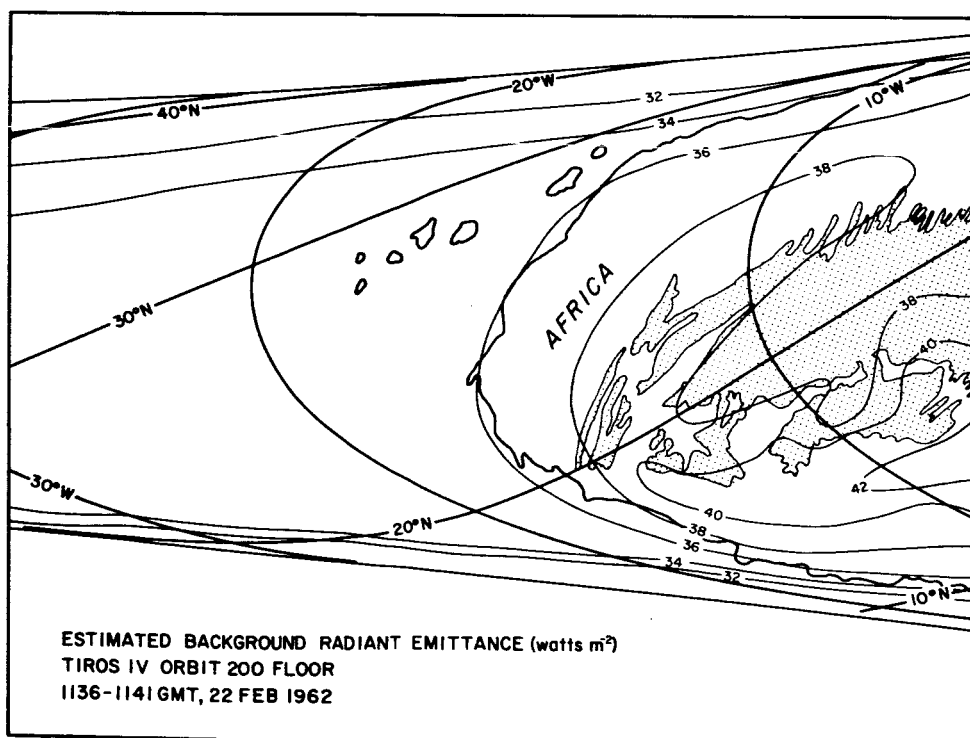 20°W
10°W
40°N
32
34
36
38
30°N
AFRICA
38
40
42
30°W
20°N
40
38
36
34
32
10°N
ESTIMATED BACKGROUND RADIANT EMITTANCE (watts m⁻²)
TIROS IV ORBIT 200 FLOOR
1136-1141 GMT, 22 FEB 1962